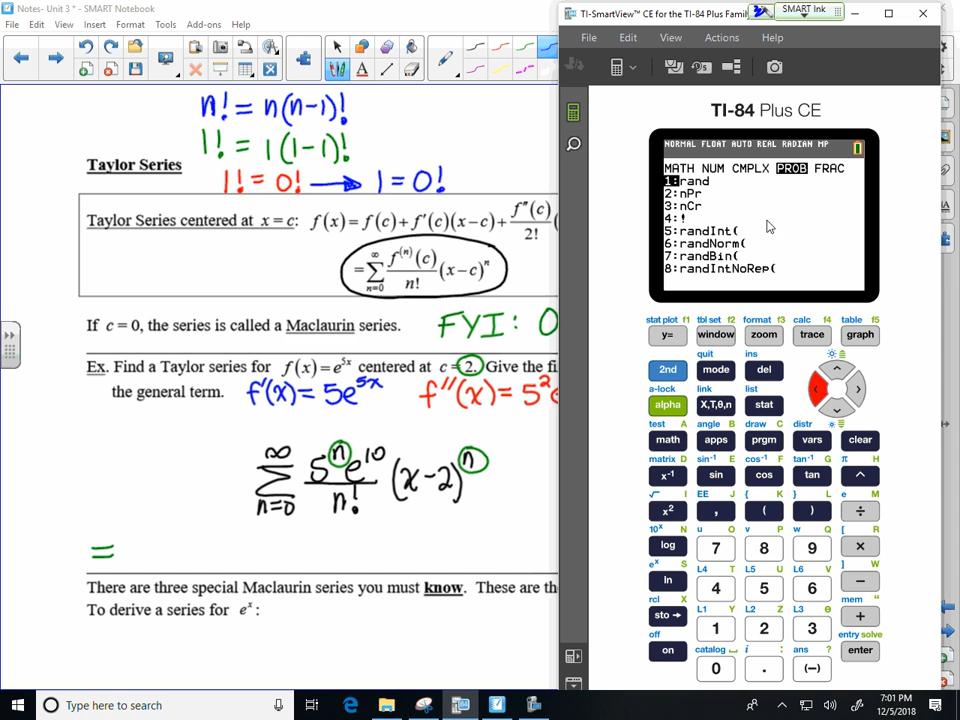 Notes- Unit 3 * - SMART Notebook
File Edit View Insert Format Tools Add-ons Help
n! = n(n-1)!
1! = 1(1-1)!
1! = 0! → 1 = 0!
Taylor Series
Taylor Series centered at x = c: f(x) = f(c) + f'(c)(x-c) + f''(c)/2! (
= ∑_{n=0}^{∞} f^{(n)}(c)/n! (x-c)^n
If c = 0, the series is called a Maclaurin series. FYI: 0
Ex. Find a Taylor series for f(x) = e^{5x} centered at c = 2. Give the fi
the general term. f'(x) = 5e^{5x} f''(x) = 5^2 e
∑_{n=0}^{∞} 5^n e^{10}/n! (x-2)^n
=
There are three special Maclaurin series you must know. These are th
To derive a series for e^x:
TI-SmartView™ CE for the TI-84 Plus Family
SMART Ink
File Edit View Actions Help
TI-84 Plus CE
NORMAL FLOAT AUTO REAL RADIAN MP
MATH NUM CMPLX PROB FRAC
1:rand
2:nPr
3:nCr
4:!
5:randInt(
6:randNorm(
7:randBin(
8:randIntNoRep(
stat plot f1 tbl set f2 format f3 calc f4 table f5
y= window zoom trace graph
quit ins
2nd mode del
a-lock link list
alpha X,T,θ,n stat
test A angle B draw C distr
math apps prgm vars clear
matrix D sin⁻¹ E cos⁻¹ F tan⁻¹ G π H
x⁻¹ sin cos tan ^
√ I EE J { K } L e M
x² , ( ) ÷
10ˣ N u O v P w Q [ R
log 7 8 9 ×
eˣ S L4 T L5 U L6 V ] W
ln 4 5 6 −
rcl X L1 Y L2 Z L3 θ mem "
sto→ 1 2 3 +
off catalog i : ans ? entry solve
on 0 . (−) enter
Type here to search
7:01 PM
12/5/2018